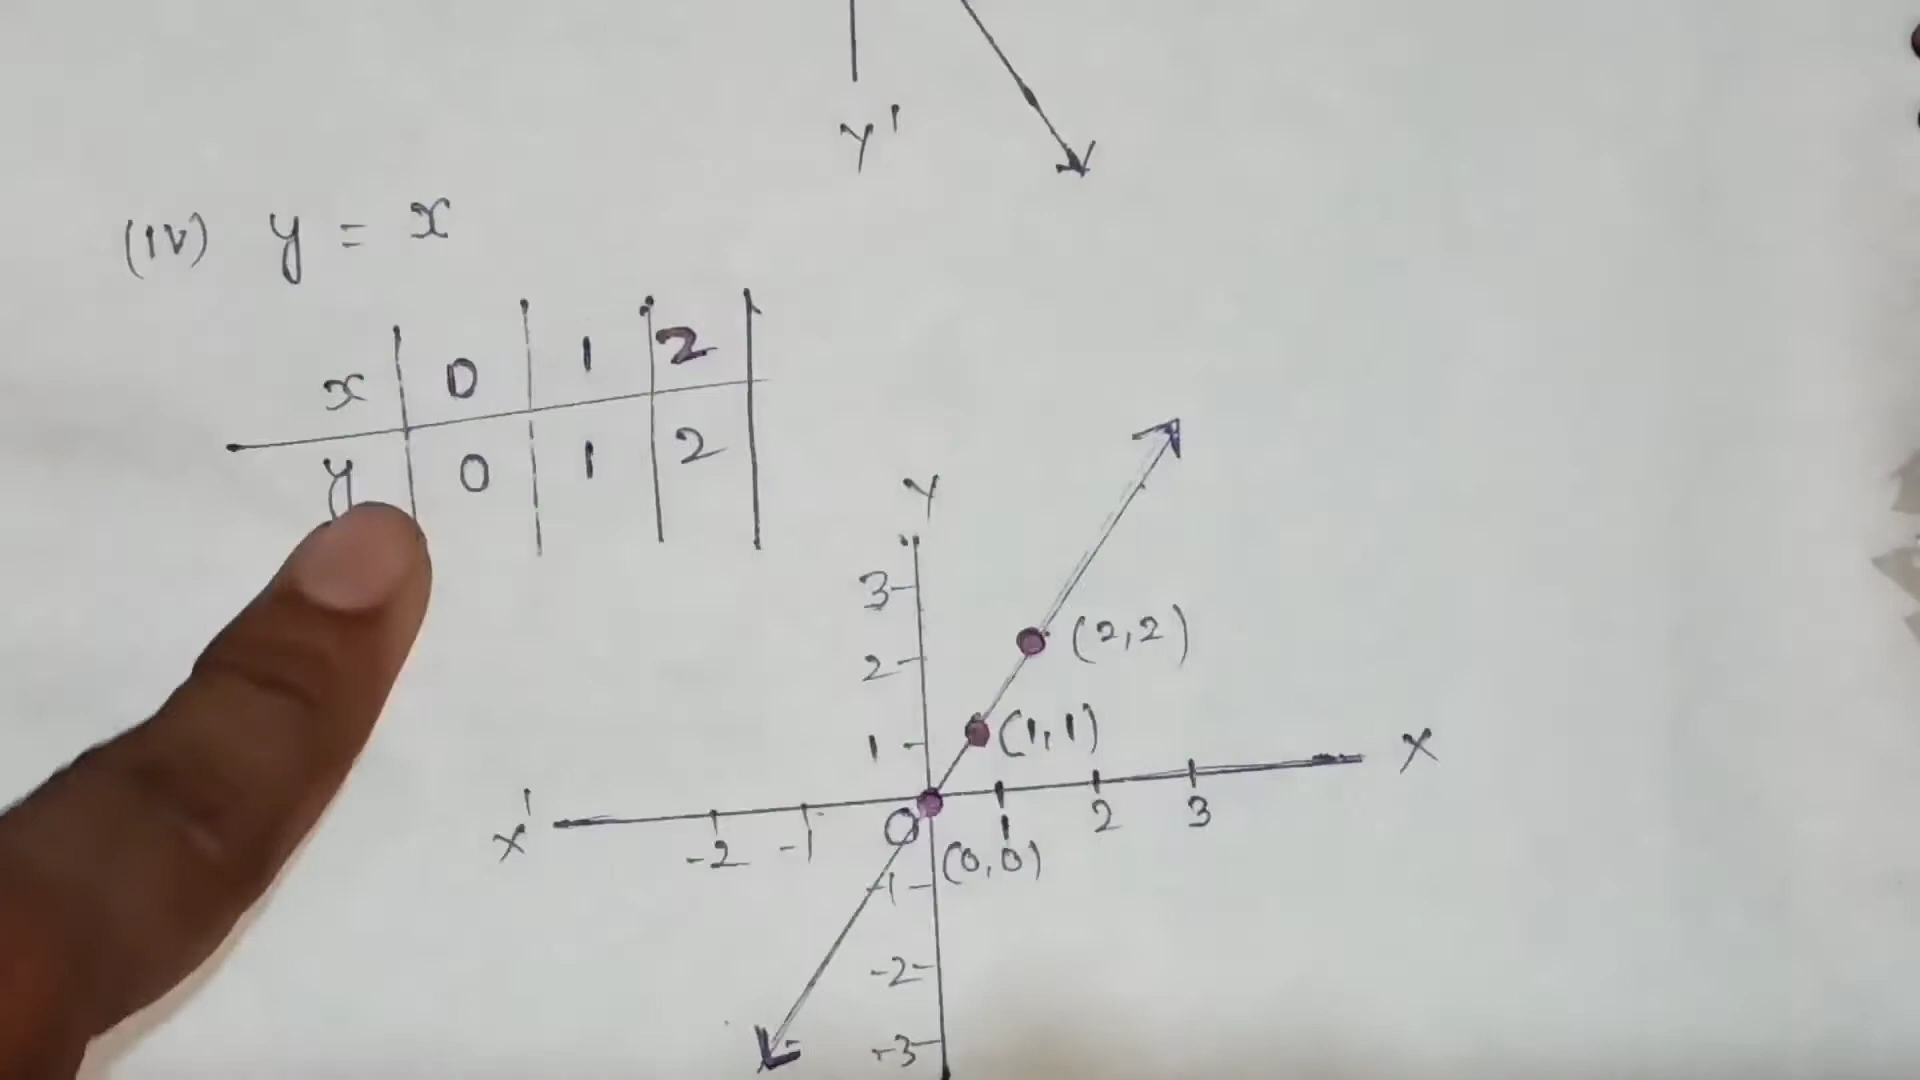 Y'
(iv) y = x
x 0 1 2
y 0 1 2
Y
3
2 (2,2)
1 (1,1)
X' -2 -1 O 1 2 3 X
(0,0)
-1
-2
-3